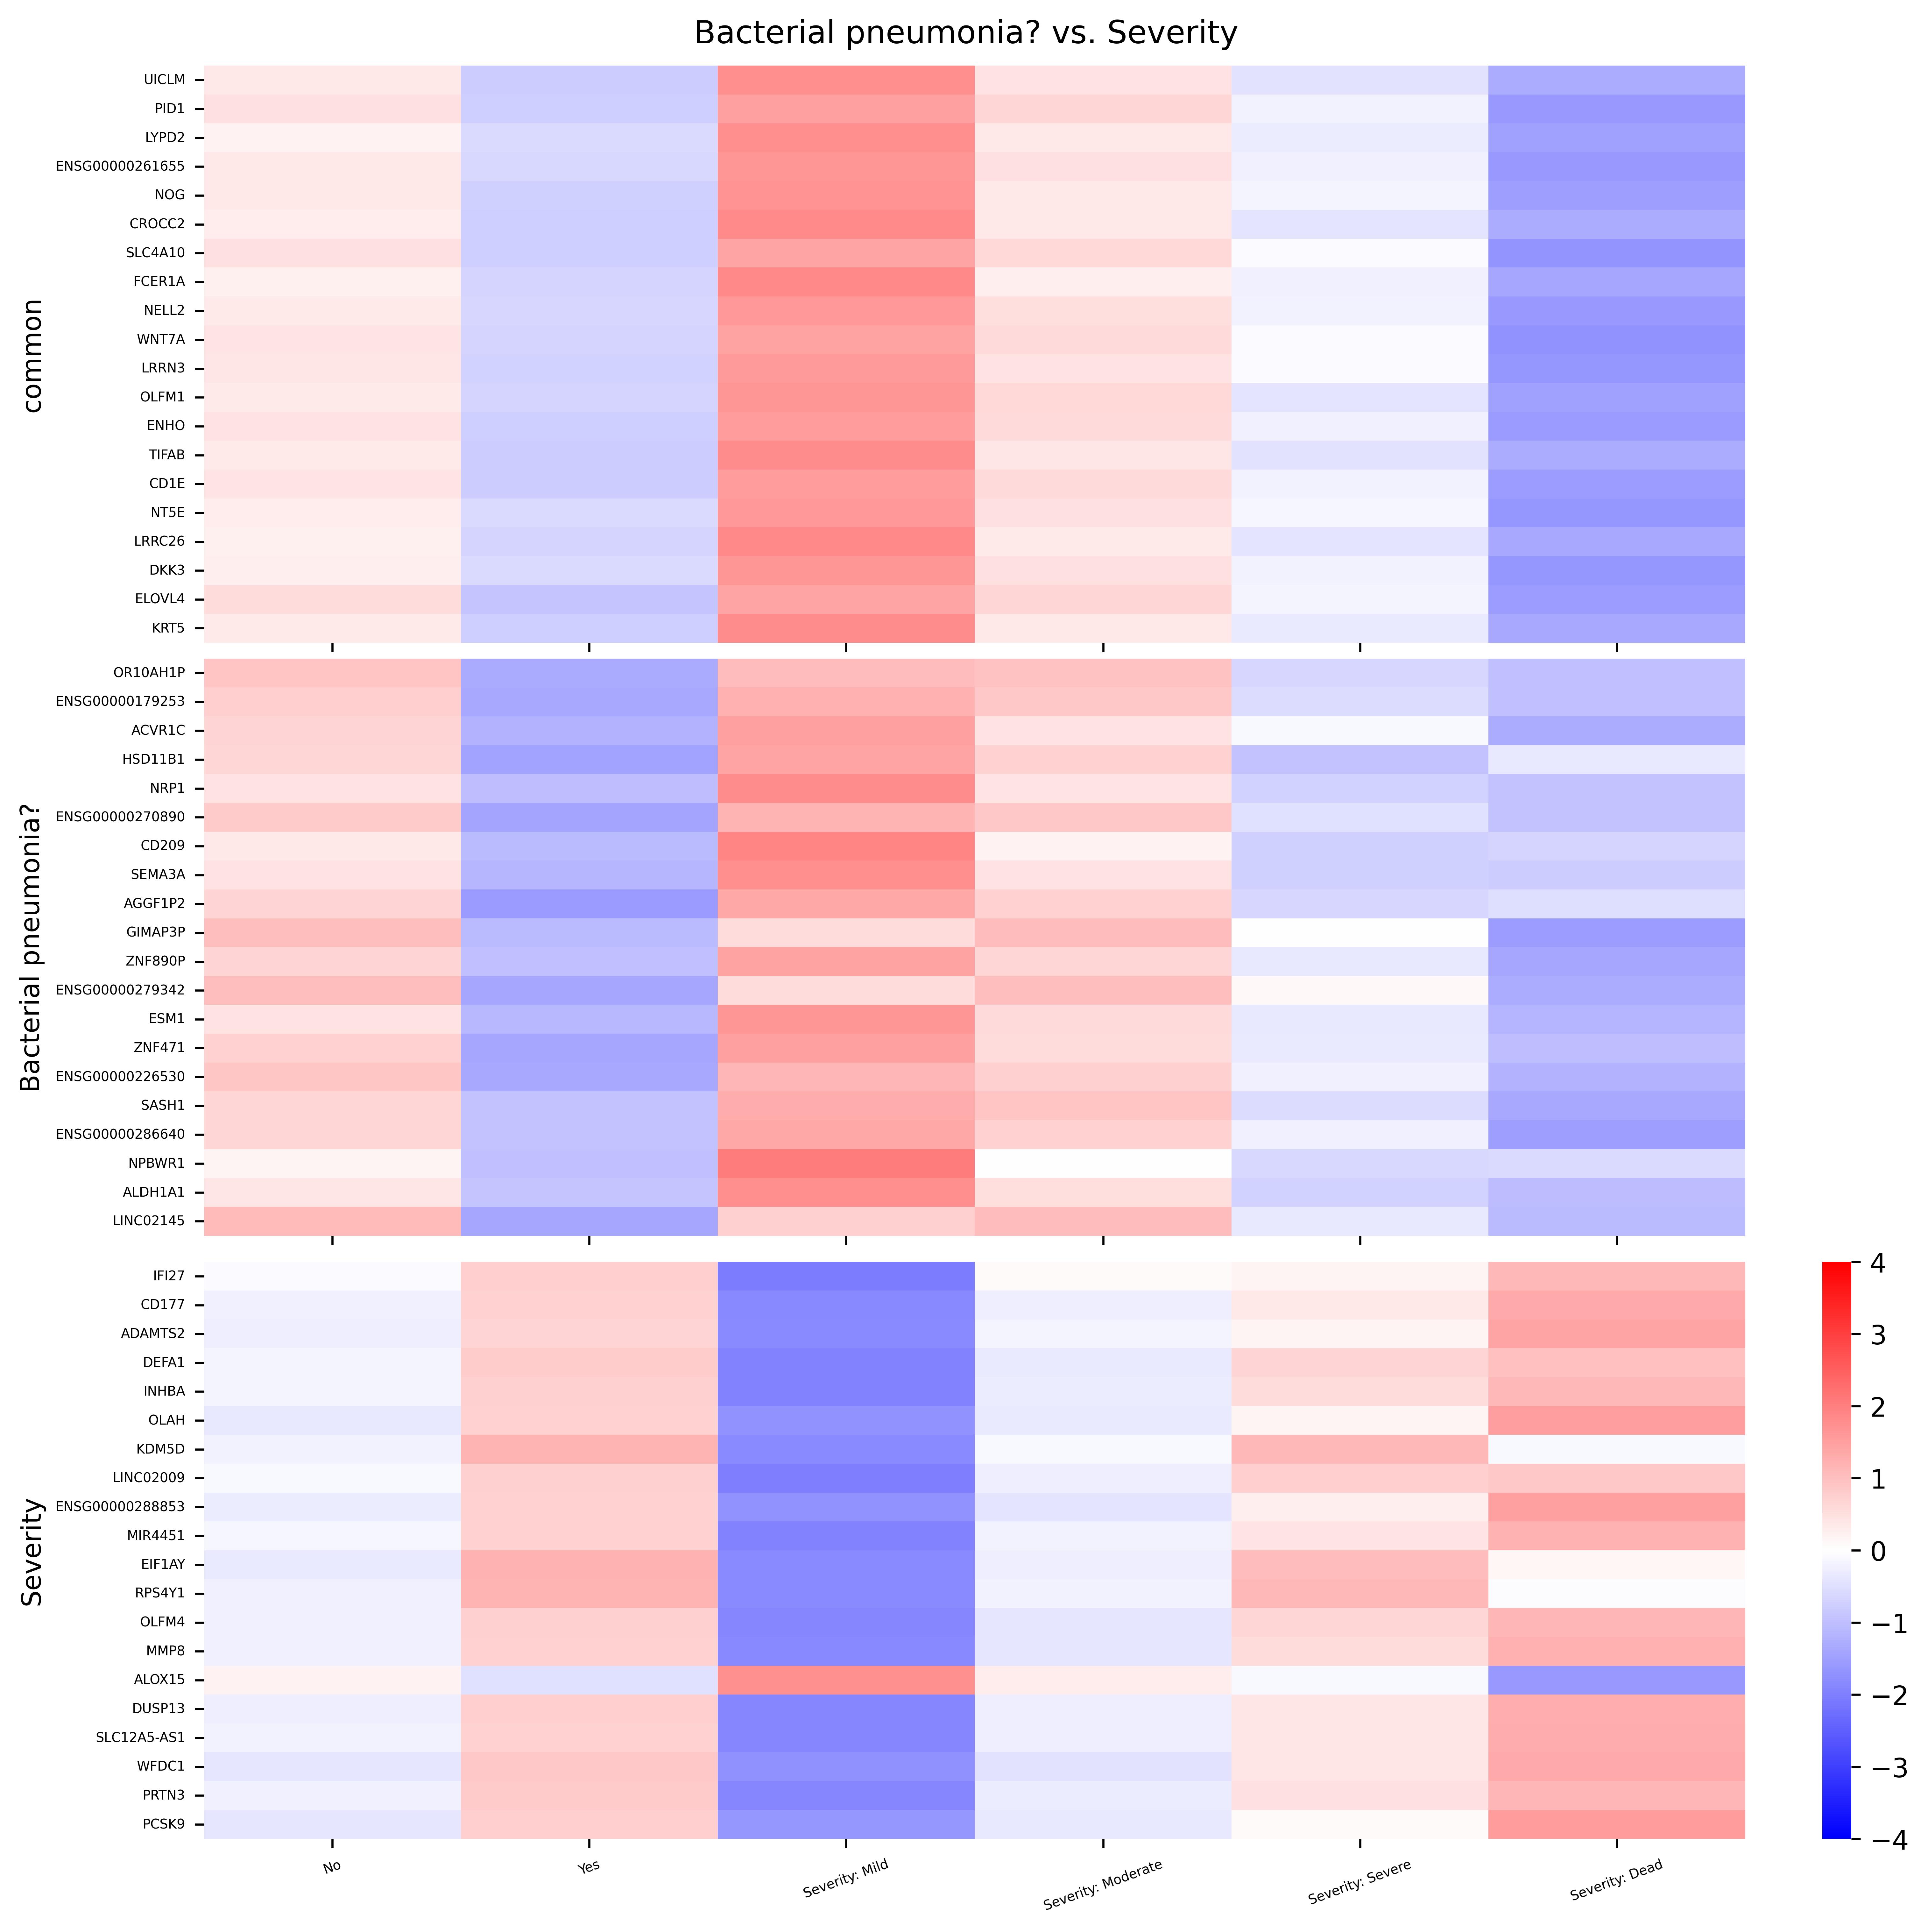 Bacterial pneumonia? vs. Severity
common
UICLM
PID1
LYPD2
ENSG00000261655
NOG
CROCC2
SLC4A10
FCER1A
NELL2
WNT7A
LRRN3
OLFM1
ENHO
TIFAB
CD1E
NT5E
LRRC26
DKK3
ELOVL4
KRT5
Bacterial pneumonia?
OR10AH1P
ENSG00000179253
ACVR1C
HSD11B1
NRP1
ENSG00000270890
CD209
SEMA3A
AGGF1P2
GIMAP3P
ZNF890P
ENSG00000279342
ESM1
ZNF471
ENSG00000226530
SASH1
ENSG00000286640
NPBWR1
ALDH1A1
LINC02145
Severity
IFI27
CD177
ADAMTS2
DEFA1
INHBA
OLAH
KDM5D
LINC02009
ENSG00000288853
MIR4451
EIF1AY
RPS4Y1
OLFM4
MMP8
ALOX15
DUSP13
SLC12A5-AS1
WFDC1
PRTN3
PCSK9
No
Yes
Severity: Mild
Severity: Moderate
Severity: Severe
Severity: Dead
4
3
2
1
0
−1
−2
−3
−4